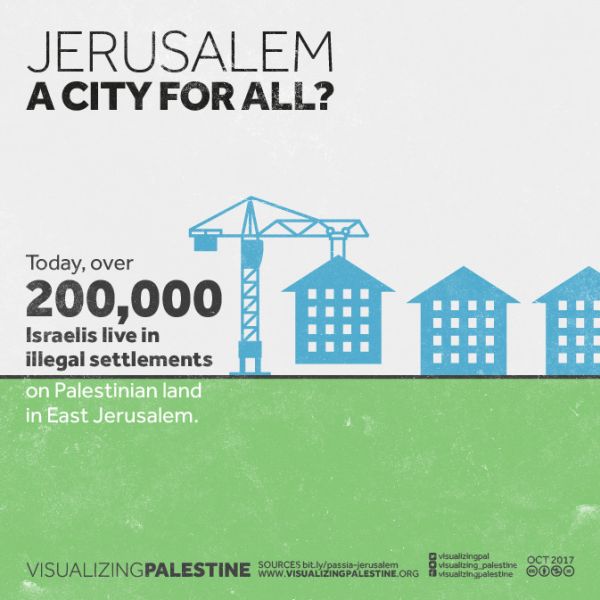 JERUSALEM
A CITY FOR ALL?
Today, over
200,000
Israelis live in
illegal settlements
on Palestinian land
in East Jerusalem.
VISUALIZINGPALESTINE
SOURCES bit.ly/passia-jerusalem
WWW.VISUALIZINGPALESTINE.ORG
visualizingpal
visualizing_palestine
visualizingpalestine
OCT 2017